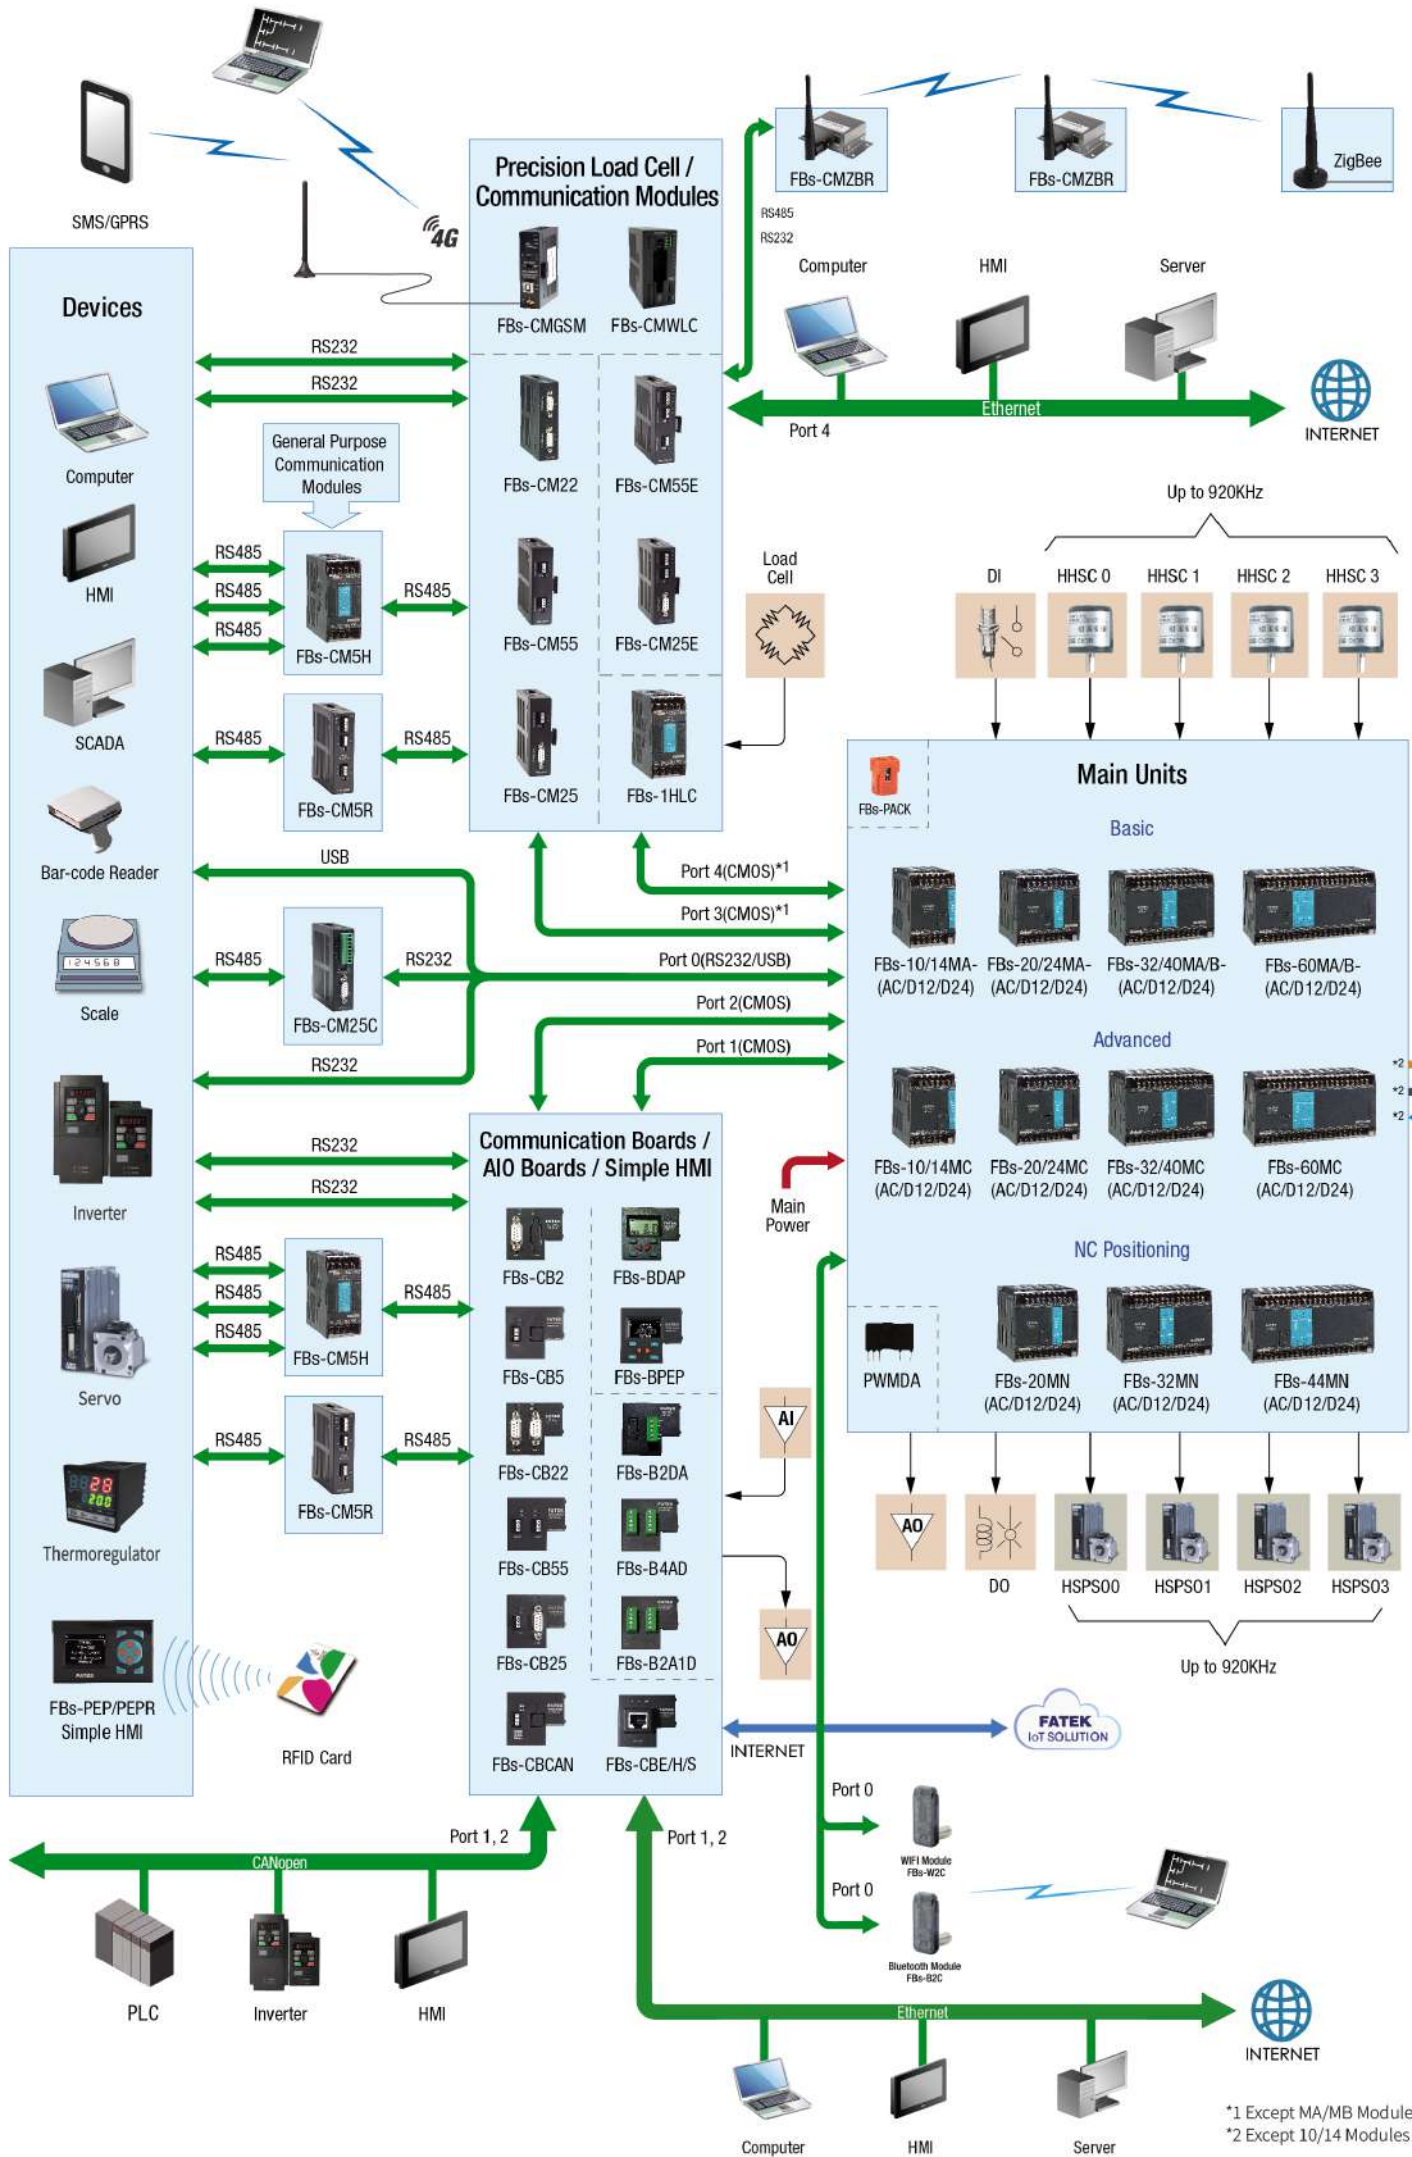 SMS/GPRS
4G
Precision Load Cell /
Communication Modules
FBs-CMGSM
FBs-CMWLC
FBs-CM22
FBs-CM55E
FBs-CM55
FBs-CM25E
FBs-CM25
FBs-1HLC
FBs-CMZBR
FBs-CMZBR
ZigBee
RS485
RS232
Computer
HMI
Server
Ethernet
Port 4
INTERNET
Devices
Computer
HMI
SCADA
Bar-code Reader
124568
Scale
Inverter
Servo
Thermoregulator
FBs-PEP/PEPR
Simple HMI
RFID Card
RS232
RS232
General Purpose
Communication
Modules
RS485
RS485
RS485
FBs-CM5H
RS485
RS485
FBs-CM5R
RS485
USB
RS485
FBs-CM25C
RS232
RS232
Load
Cell
Up to 920KHz
DI
HHSC 0
HHSC 1
HHSC 2
HHSC 3
Port 4(CMOS)*1
Port 3(CMOS)*1
Port 0(RS232/USB)
Port 2(CMOS)
Port 1(CMOS)
Main Units
FBs-PACK
Basic
FBs-10/14MA-
(AC/D12/D24)
FBs-20/24MA-
(AC/D12/D24)
FBs-32/40MA/B-
(AC/D12/D24)
FBs-60MA/B-
(AC/D12/D24)
Advanced
*2
*2
*2
FBs-10/14MC
(AC/D12/D24)
FBs-20/24MC
(AC/D12/D24)
FBs-32/40MC
(AC/D12/D24)
FBs-60MC
(AC/D12/D24)
Main
Power
NC Positioning
PWMDA
FBs-20MN
(AC/D12/D24)
FBs-32MN
(AC/D12/D24)
FBs-44MN
(AC/D12/D24)
AO
DO
HSPSO0
HSPSO1
HSPSO2
HSPSO3
Up to 920KHz
RS232
RS232
RS485
RS485
RS485
FBs-CM5H
RS485
RS485
FBs-CM5R
RS485
Communication Boards /
AIO Boards / Simple HMI
FBs-CB2
FBs-BDAP
FBs-CB5
FBs-BPEP
FBs-CB22
FBs-B2DA
FBs-CB55
FBs-B4AD
FBs-CB25
FBs-B2A1D
FBs-CBCAN
FBs-CBE/H/S
AI
AO
INTERNET
FATEK
IoT SOLUTION
Port 0
WIFI Module
FBs-W2C
Port 0
Bluetooth Module
FBs-B2C
Port 1, 2
CANopen
PLC
Inverter
HMI
Port 1, 2
Ethernet
INTERNET
Computer
HMI
Server
*1 Except MA/MB Module
*2 Except 10/14 Modules